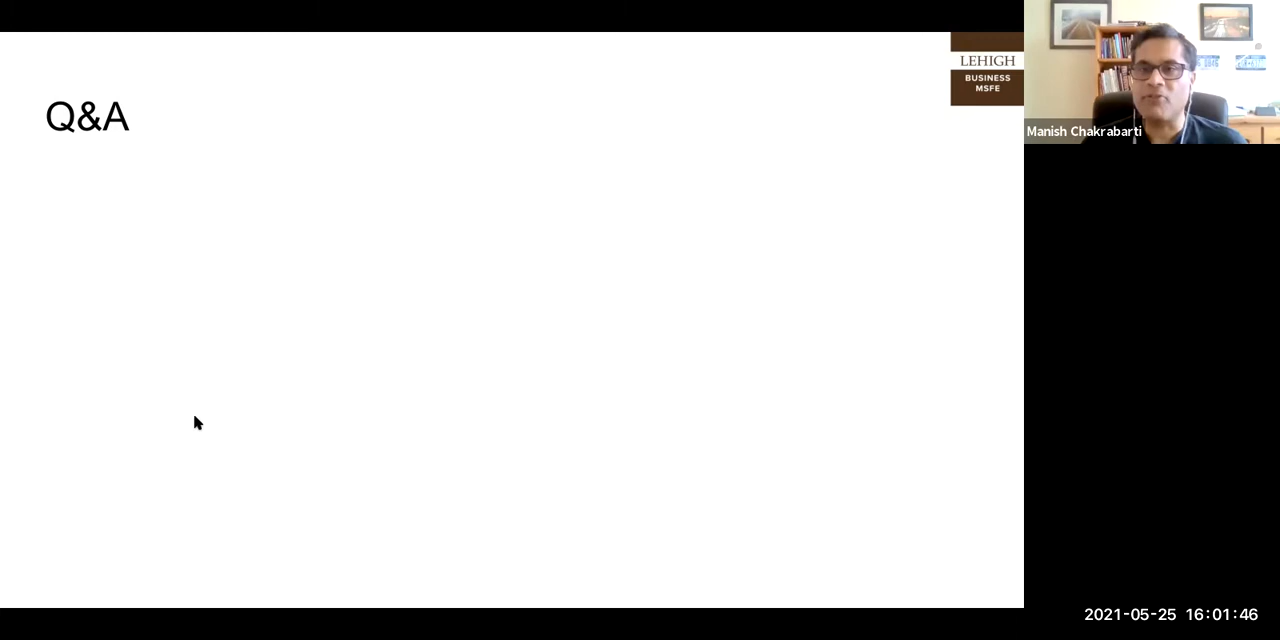 Q&A
LEHIGH
BUSINESS
MSFE
Manish Chakrabarti
2021-05-25 16:01:46